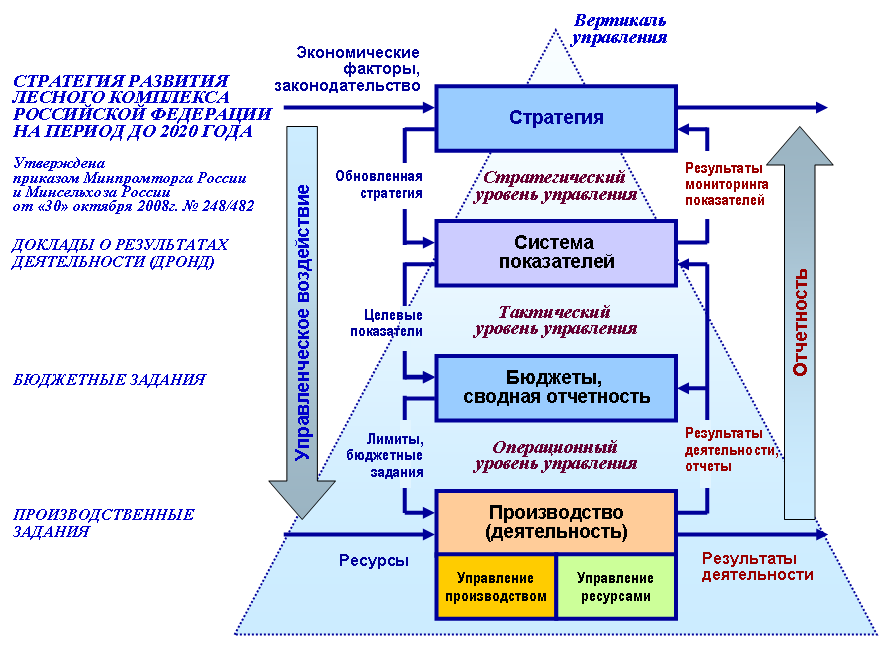 Вертикаль
управления
Экономические
факторы,
законодательство
СТРАТЕГИЯ РАЗВИТИЯ
ЛЕСНОГО КОМПЛЕКСА
РОССИЙСКОЙ ФЕДЕРАЦИИ
НА ПЕРИОД ДО 2020 ГОДА
Стратегия
Утверждена
приказом Минпромторга России
и Минсельхоза России
от «30» октября 2008г. № 248/482
Обновленная
стратегия
Стратегический
уровень управления
Результаты
мониторинга
показателей
Управленческое воздействие
Отчетность
ДОКЛАДЫ О РЕЗУЛЬТАТАХ
ДЕЯТЕЛЬНОСТИ (ДРОНД)
Система
показателей
Целевые
показатели
Тактический
уровень управления
БЮДЖЕТНЫЕ ЗАДАНИЯ
Бюджеты,
сводная отчетность
Лимиты,
бюджетные
задания
Операционный
уровень управления
Результаты
деятельности,
отчеты
ПРОИЗВОДСТВЕННЫЕ
ЗАДАНИЯ
Производство
(деятельность)
Ресурсы
Результаты
деятельности
Управление
производством
Управление
ресурсами